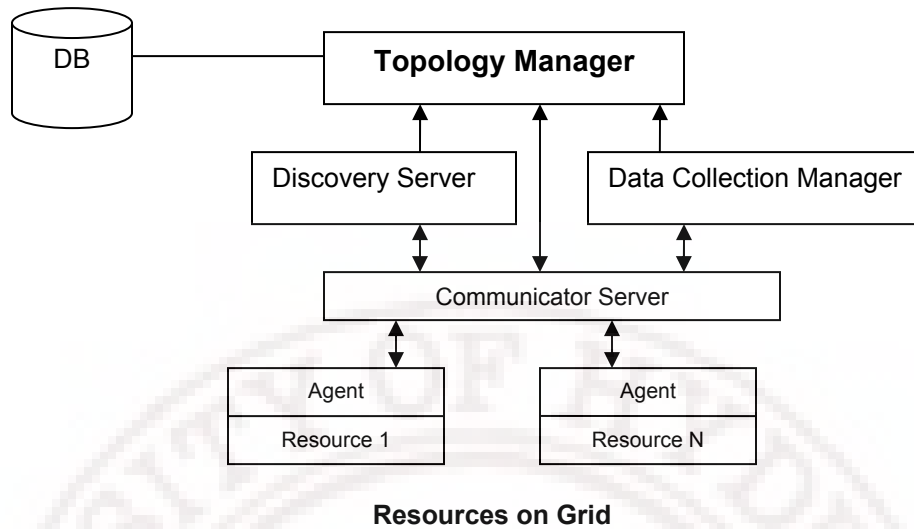 DB
Topology Manager
Discovery Server
Data Collection Manager
Communicator Server
Agent
Agent
Resource 1
Resource N
Resources on Grid